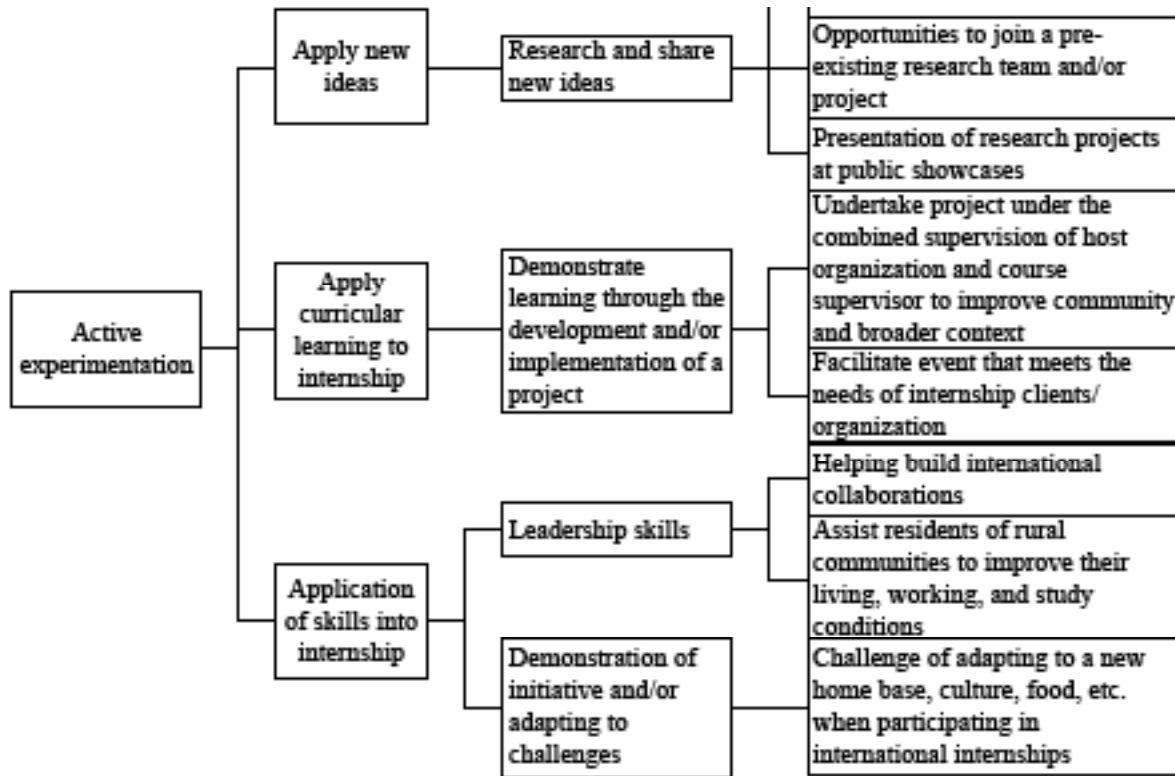 Apply new
ideas
Research and share
new ideas
Opportunities to join a pre-
existing research team and/or
project
Presentation of research projects
at public showcases
Active
experimentation
Apply
curricular
learning to
internship
Demonstrate
learning through the
development and/or
implementation of a
project
Undertake project under the
combined supervision of host
organization and course
supervisor to improve community
and broader context
Facilitate event that meets the
needs of internship clients/
organization
Application
of skills into
internship
Leadership skills
Helping build international
collaborations
Assist residents of rural
communities to improve their
living, working, and study
conditions
Demonstration of
initiative and/or
adapting to
challenges
Challenge of adapting to a new
home base, culture, food, etc.
when participating in
international internships